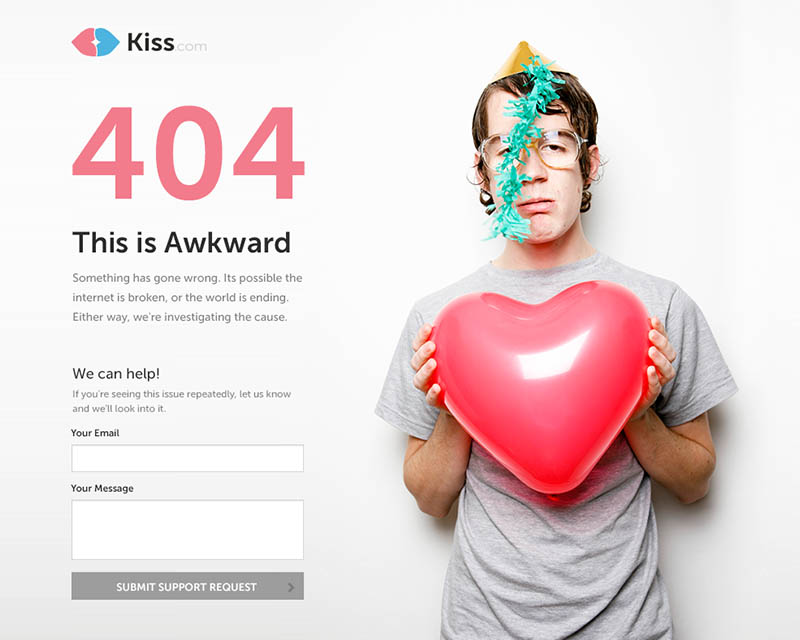 Kiss.com
404
This is Awkward
Something has gone wrong. Its possible the
internet is broken, or the world is ending.
Either way, we're investigating the cause.
We can help!
If you're seeing this issue repeatedly, let us know
and we'll look into it.
Your Email
Your Message
SUBMIT SUPPORT REQUEST